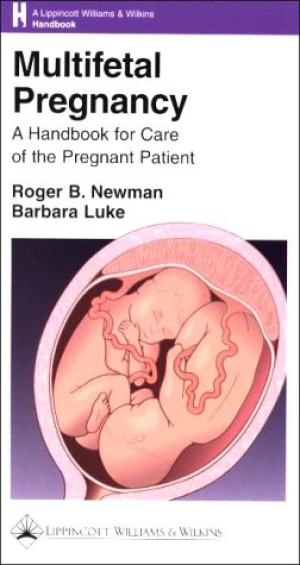 H
A Lippincott Williams & Wilkins
Handbook
Multifetal
Pregnancy
A Handbook for Care
of the Pregnant Patient
Roger B. Newman
Barbara Luke
LIPPINCOTT WILLIAMS & WILKINS